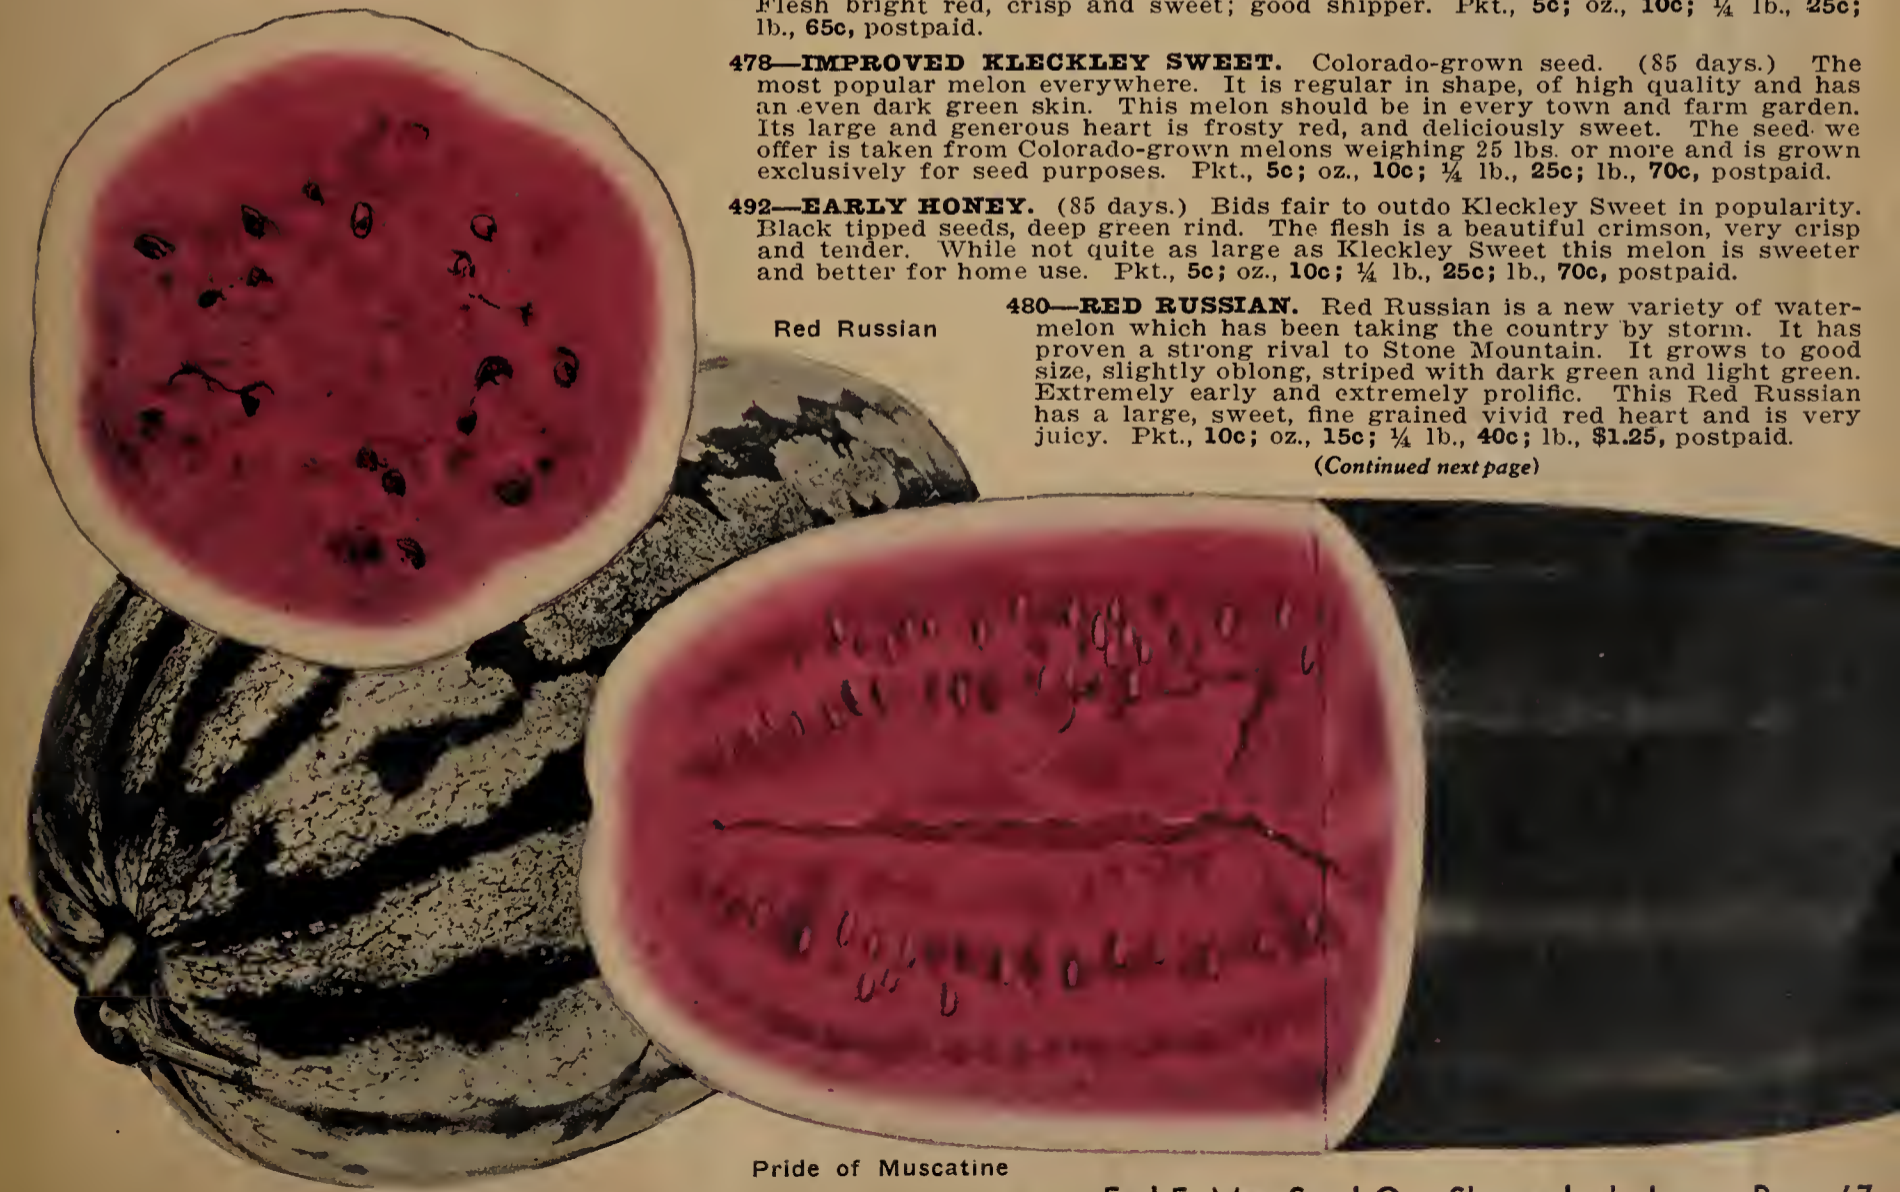 Flesh bright red, crisp and sweet; good shipper. Pkt., 5c; oz., 10c; ¼ lb., 25c;
lb., 65c, postpaid.
478—IMPROVED KLECKLEY SWEET. Colorado-grown seed. (85 days.) The
most popular melon everywhere. It is regular in shape, of high quality and has
an even dark green skin. This melon should be in every town and farm garden.
Its large and generous heart is frosty red, and deliciously sweet. The seed we
offer is taken from Colorado-grown melons weighing 25 lbs. or more and is grown
exclusively for seed purposes. Pkt., 5c; oz., 10c; ¼ lb., 25c; lb., 70c, postpaid.
492—EARLY HONEY. (85 days.) Bids fair to outdo Kleckley Sweet in popularity.
Black tipped seeds, deep green rind. The flesh is a beautiful crimson, very crisp
and tender. While not quite as large as Kleckley Sweet this melon is sweeter
and better for home use. Pkt., 5c; oz., 10c; ¼ lb., 25c; lb., 70c, postpaid.
Red Russian
480—RED RUSSIAN. Red Russian is a new variety of water-
melon which has been taking the country by storm. It has
proven a strong rival to Stone Mountain. It grows to good
size, slightly oblong, striped with dark green and light green.
Extremely early and extremely prolific. This Red Russian
has a large, sweet, fine grained vivid red heart and is very
juicy. Pkt., 10c; oz., 15c; ¼ lb., 40c; lb., $1.25, postpaid.
(Continued next page)
Pride of Muscatine